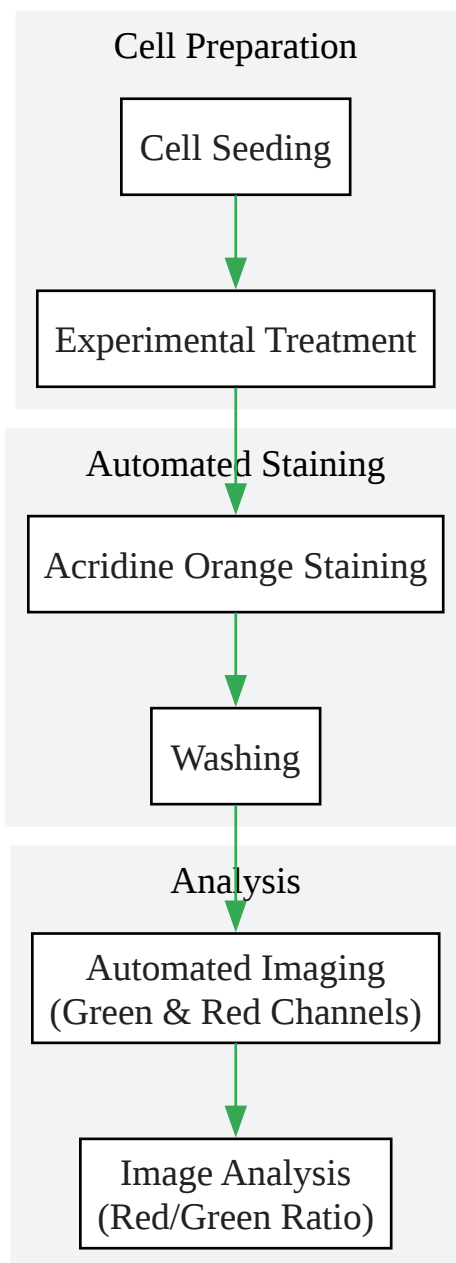 Cell Preparation
Cell Seeding
Experimental Treatment
Automated Staining
Acridine Orange Staining
Washing
Analysis
Automated Imaging
(Green & Red Channels)
Image Analysis
(Red/Green Ratio)